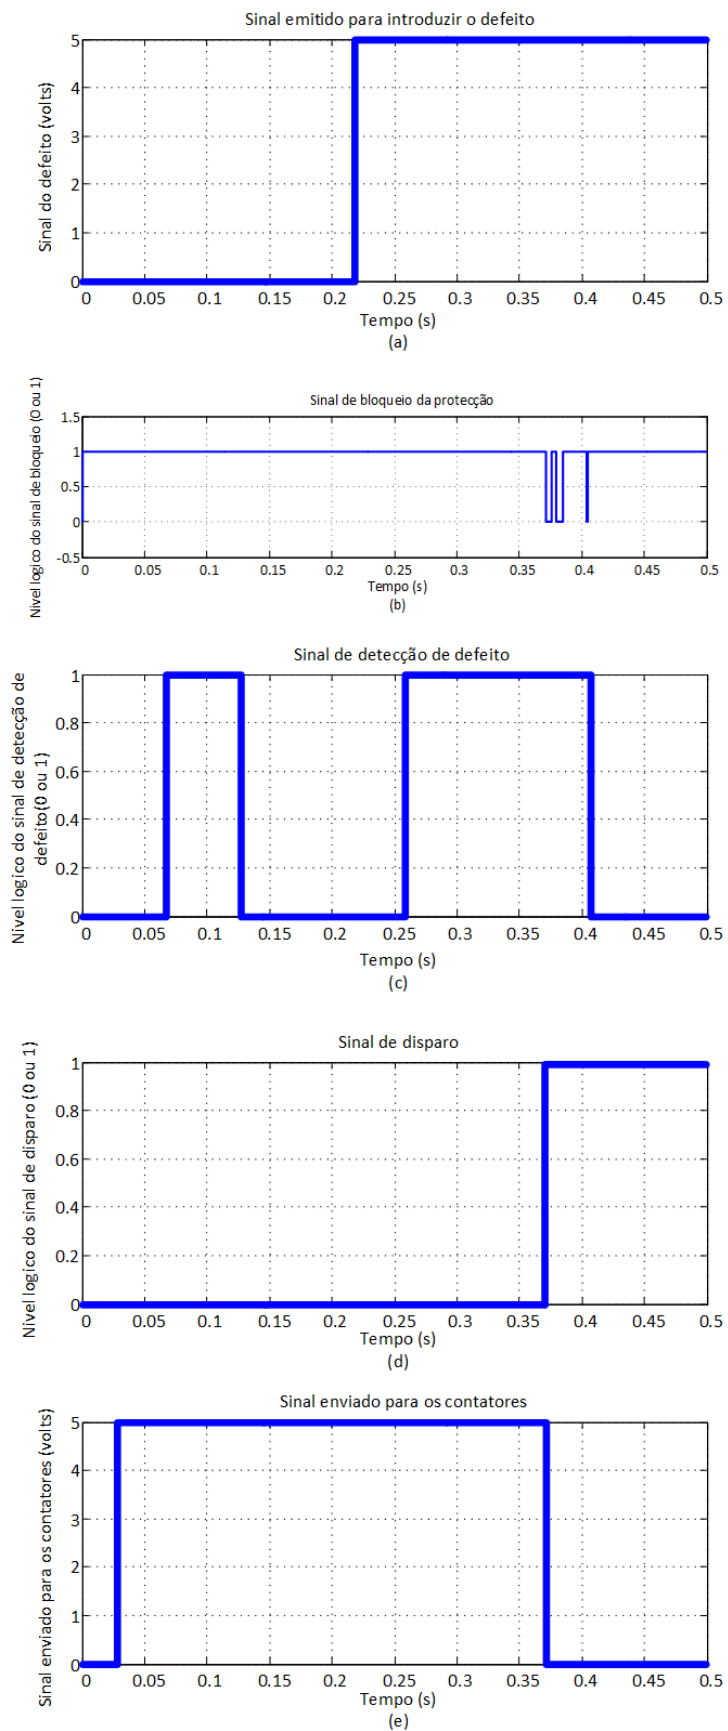 Sinal emitido para introduzir o defeito
Sinal do defeito (volts)
5
4
3
2
1
0
0 0.05 0.1 0.15 0.2 0.25 0.3 0.35 0.4 0.45 0.5
Tempo (s)
(a)
Sinal de bloqueio da protecção
Nivel logico do sinal de bloqueio (0 ou 1)
1.5
1
0.5
0
-0.5
0 0.05 0.1 0.15 0.2 0.25 0.3 0.35 0.4 0.45 0.5
Tempo (s)
(b)
Sinal de detecção de defeito
Nivel logico do sinal de detecção de
defeito(0 ou 1)
1
0.8
0.6
0.4
0.2
0
0 0.05 0.1 0.15 0.2 0.25 0.3 0.35 0.4 0.45 0.5
Tempo (s)
(c)
Sinal de disparo
Nivel logico do sinal de disparo (0 ou 1)
1
0.8
0.6
0.4
0.2
0
0 0.05 0.1 0.15 0.2 0.25 0.3 0.35 0.4 0.45 0.5
Tempo (s)
(d)
Sinal enviado para os contatores
Sinal enviado para os contatores (volts)
5
4
3
2
1
0
0 0.05 0.1 0.15 0.2 0.25 0.3 0.35 0.4 0.45 0.5
Tempo (s)
(e)